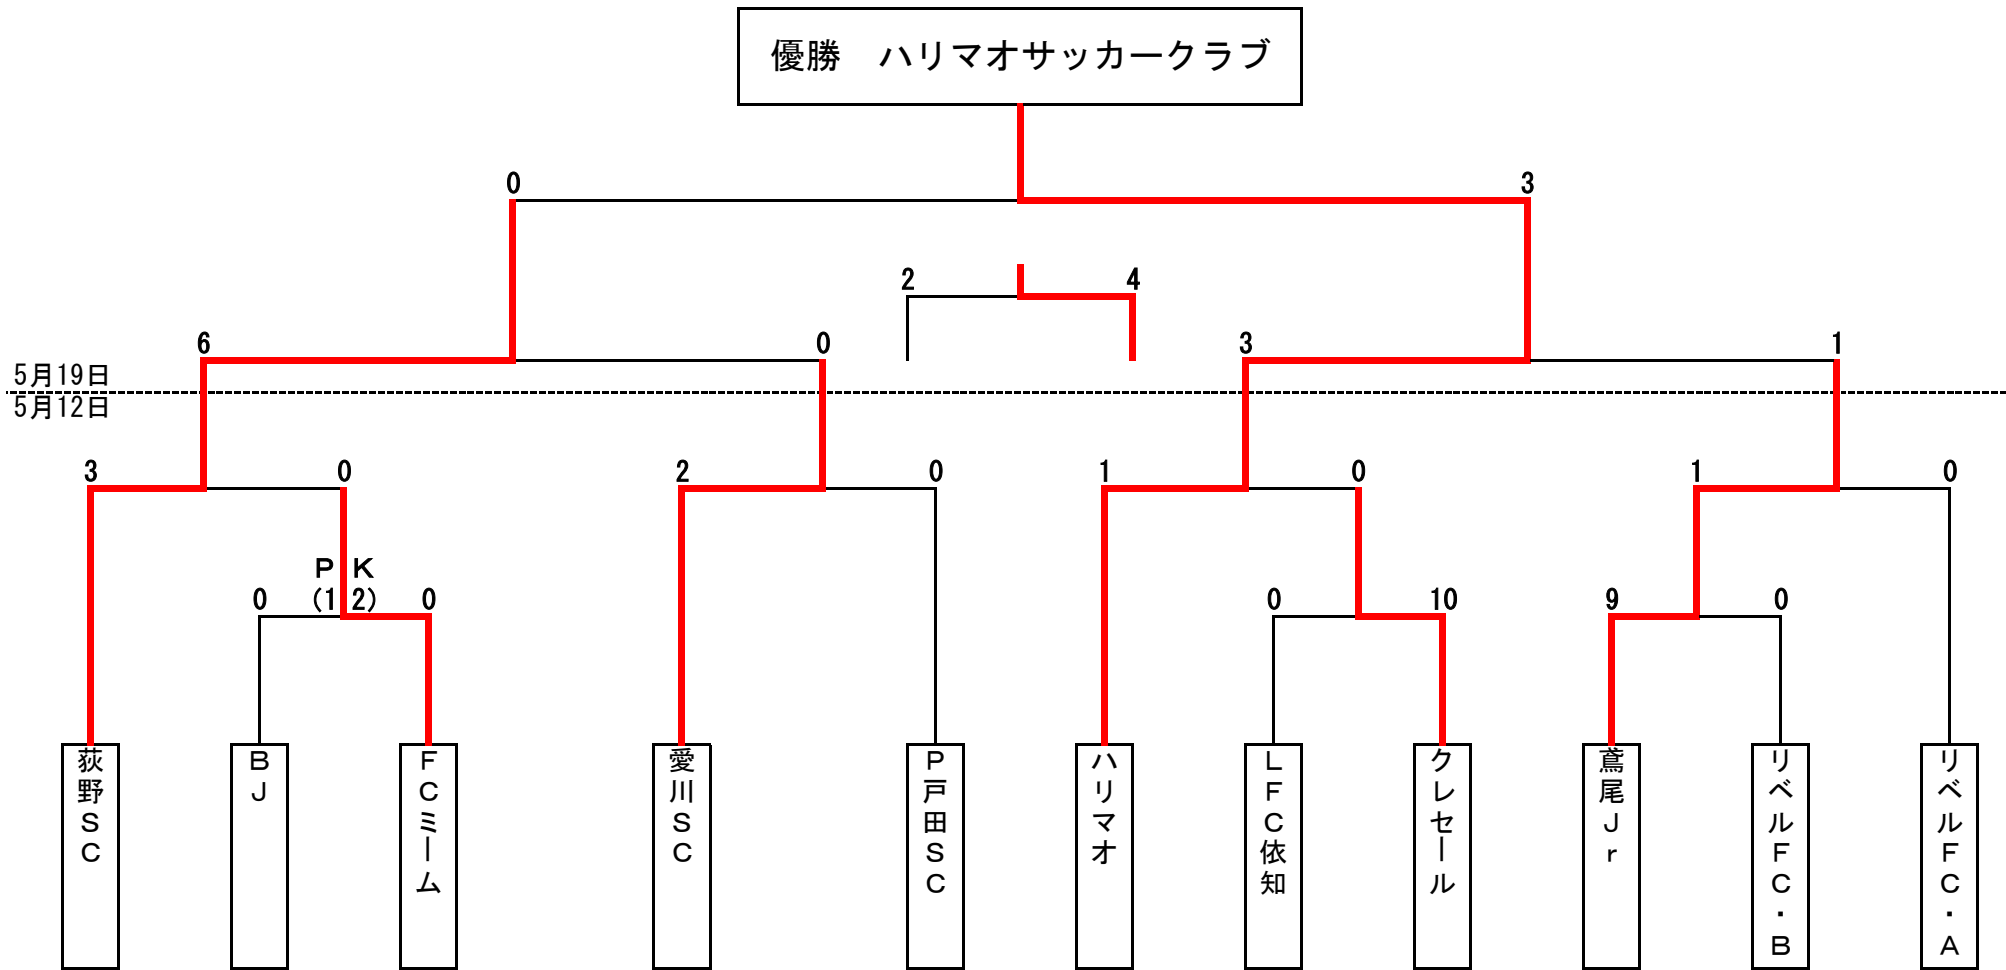 優勝　ハリマオサッカークラブ
0
3
2
4
6
0
3
1
5月19日
5月12日
3
0
2
0
1
0
1
0
ＰＫ
0
(1
2)
0
0
10
9
0
荻野ＳＣ
ＢＪ
ＦＣミーム
愛川ＳＣ
Ｐ戸田ＳＣ
ハリマオ
ＬＦＣ依知
クレセール
鳶尾Ｊｒ
リベルＦＣ・Ｂ
リベルＦＣ・Ａ